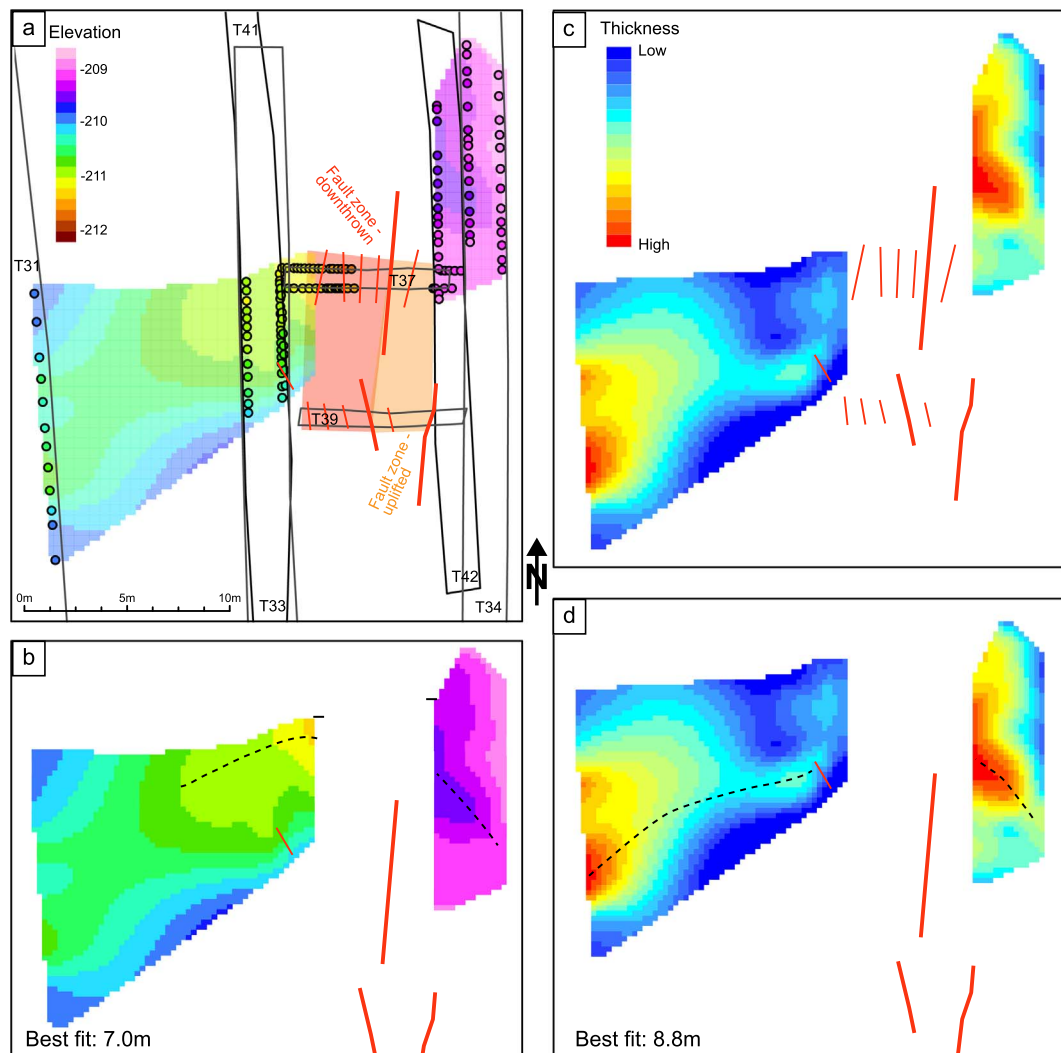 a
Elevation
-209
-210
-211
-212
T41
T31
Fault zone -
downthrown
T37
T39
Fault zone -
uplifted
T42
T33
T34
0m
5m
10m
N
b
Best fit: 7.0m
c
Thickness
Low
High
d
Best fit: 8.8m